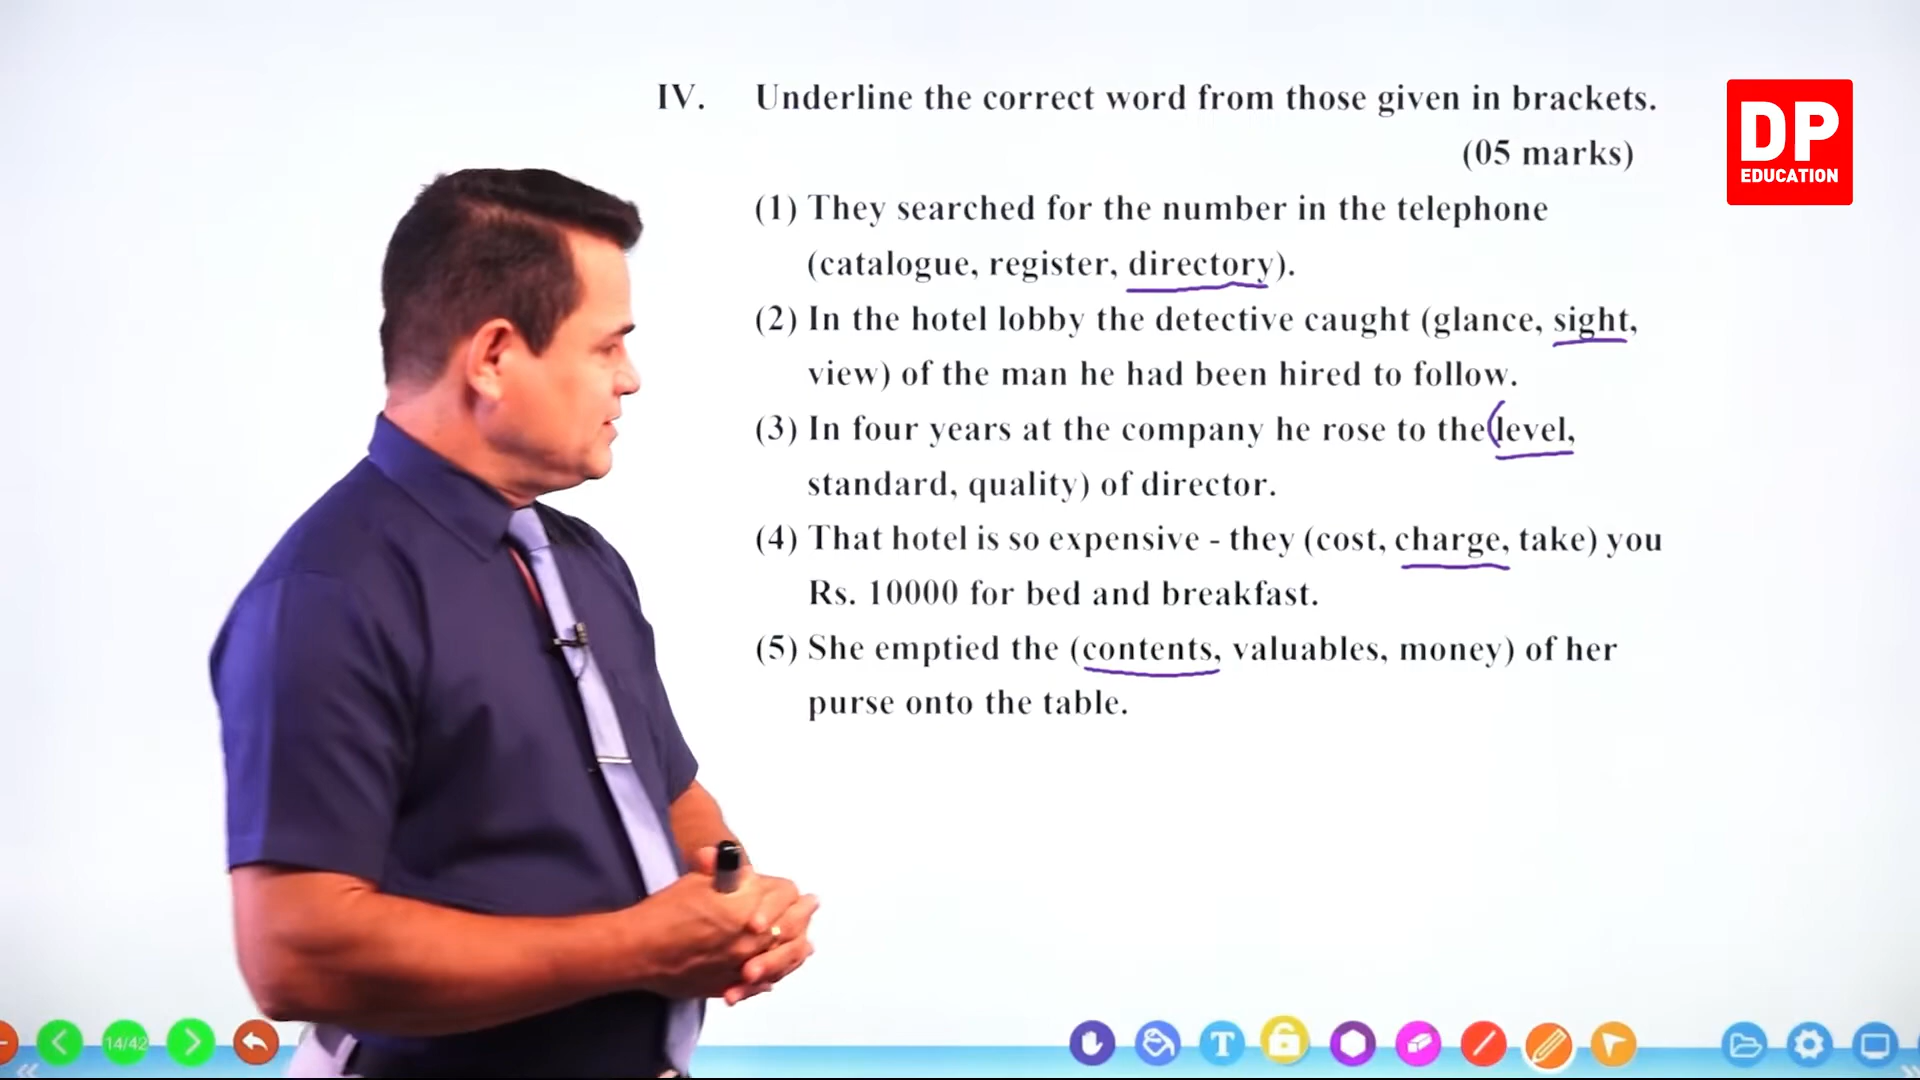 IV. Underline the correct word from those given in brackets.
(05 marks)
DP
EDUCATION
(1) They searched for the number in the telephone
(catalogue, register, directory).
(2) In the hotel lobby the detective caught (glance, sight,
view) of the man he had been hired to follow.
(3) In four years at the company he rose to the (level,
standard, quality) of director.
(4) That hotel is so expensive - they (cost, charge, take) you
Rs. 10000 for bed and breakfast.
(5) She emptied the (contents, valuables, money) of her
purse onto the table.
14/42
T